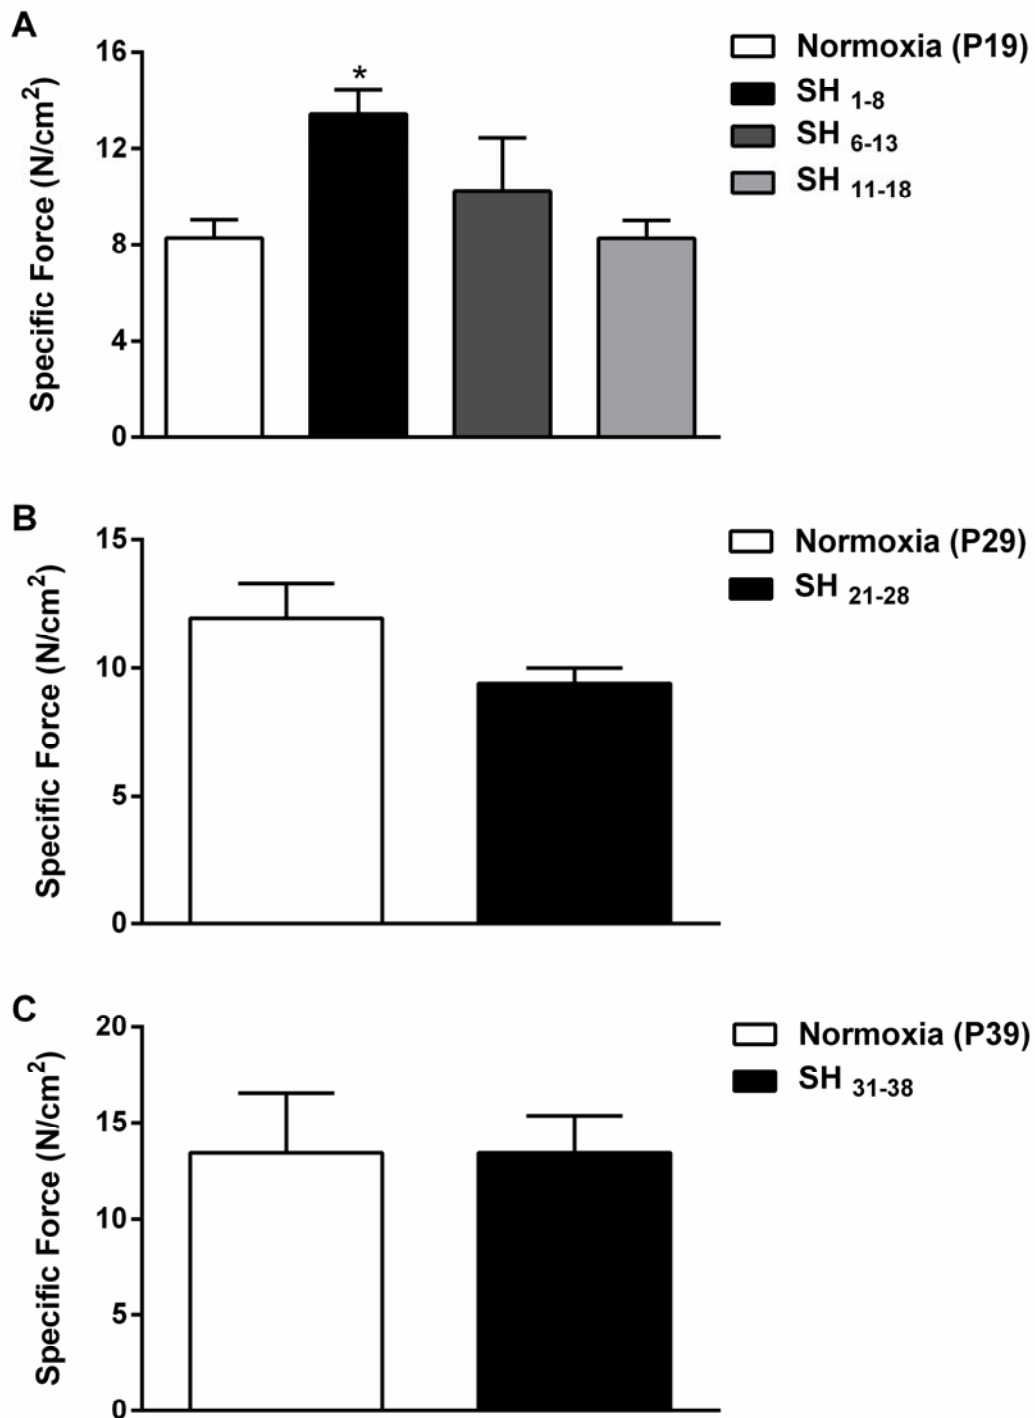 A
Specific Force (N/cm²)
16
12
8
4
0
*
Normoxia (P19)
SH 1-8
SH 6-13
SH 11-18
B
Specific Force (N/cm²)
15
10
5
0
Normoxia (P29)
SH 21-28
C
Specific Force (N/cm²)
20
15
10
5
0
Normoxia (P39)
SH 31-38